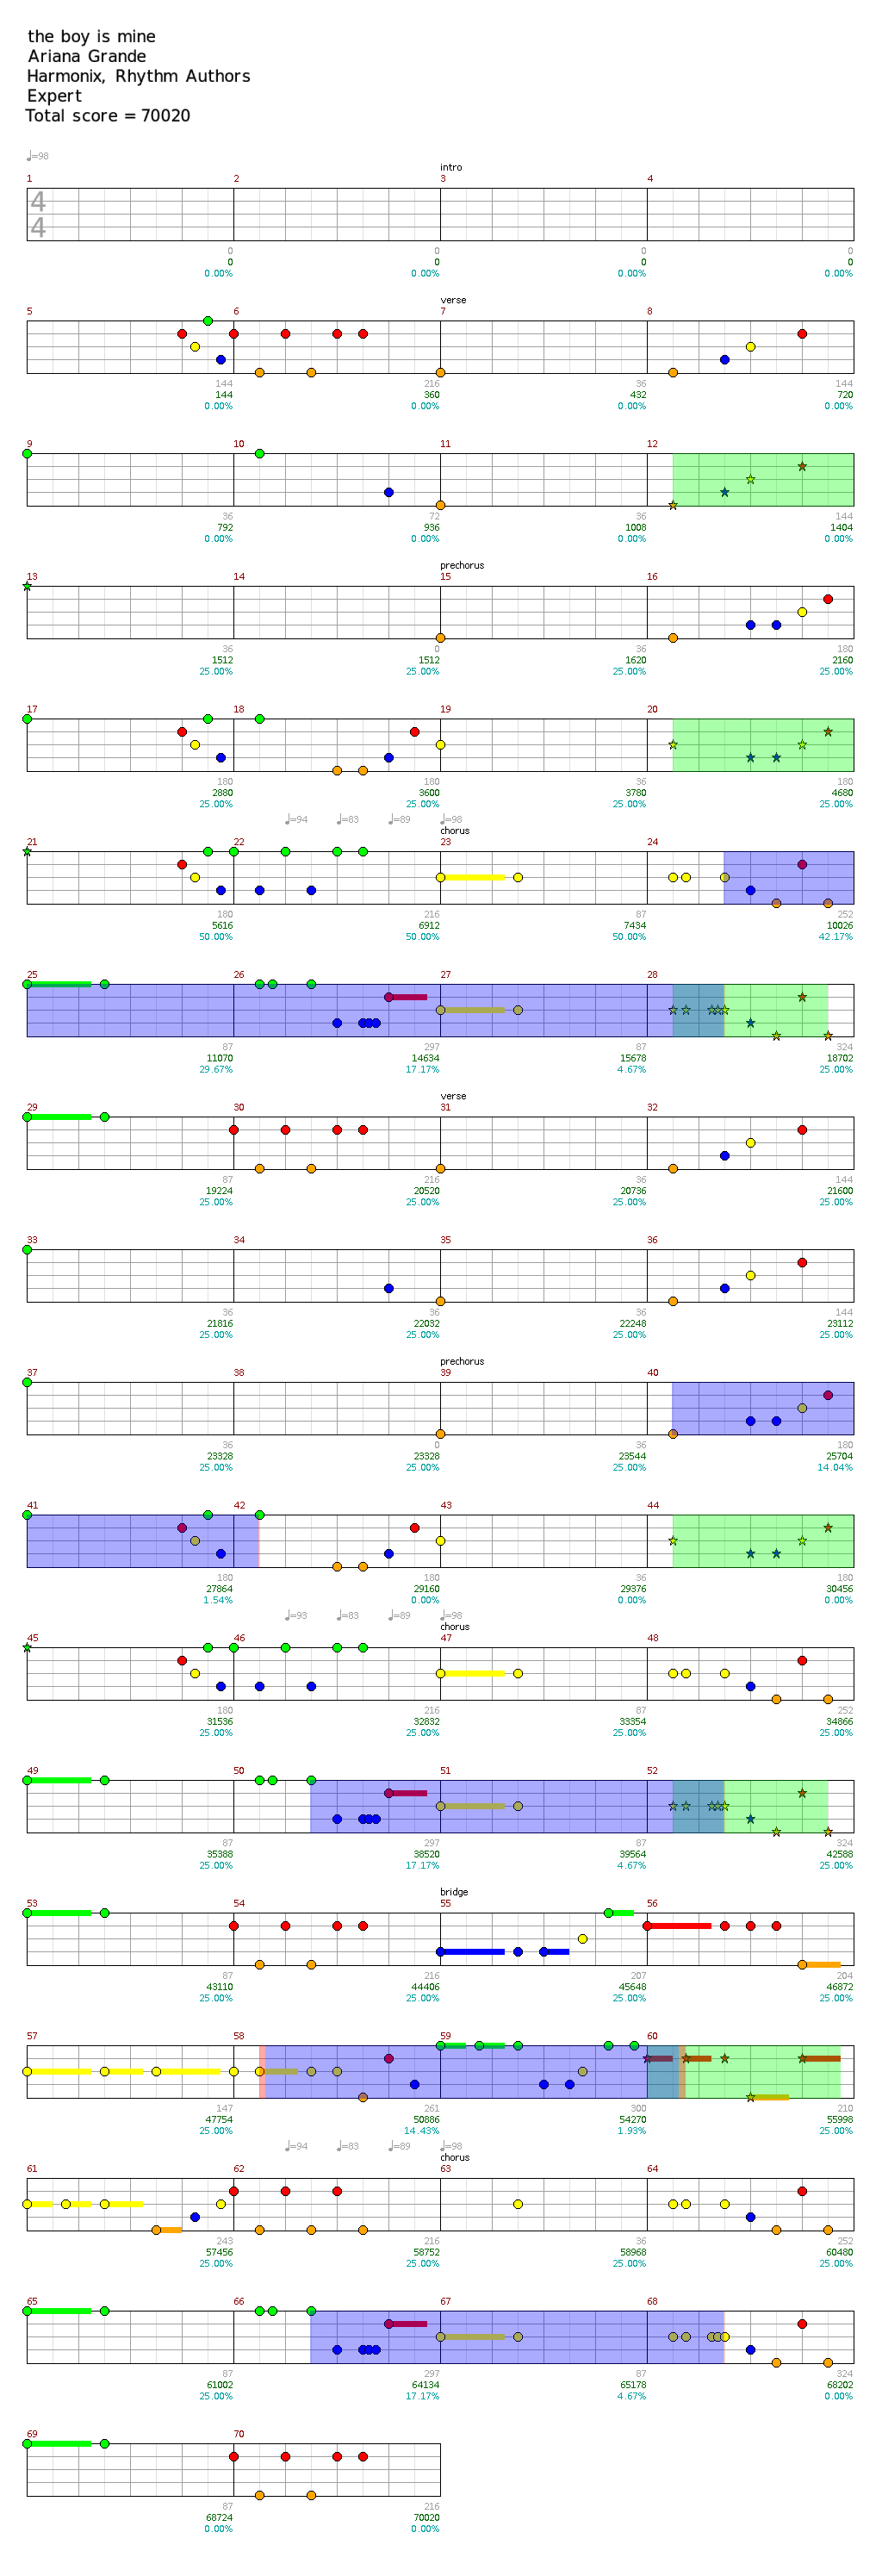 the boy is mine
Ariana Grande
Harmonix, Rhythm Authors
Expert
Total score = 70020
♩=98
intro
1 2 3 4
4
4
0 0 0 0
0 0 0 0
0.00% 0.00% 0.00% 0.00%
verse
5 6 7 8
144 216 36 144
144 360 432 720
0.00% 0.00% 0.00% 0.00%
9 10 11 12
36 72 36 144
792 936 1008 1404
0.00% 0.00% 0.00% 0.00%
prechorus
13 14 15 16
36 0 36 180
1512 1512 1620 2160
25.00% 25.00% 25.00% 25.00%
17 18 19 20
180 180 36 180
2880 3600 3780 4680
25.00% 25.00% 25.00% 25.00%
♩=94 ♩=83 ♩=89 ♩=98
chorus
21 22 23 24
180 216 87 252
5616 6912 7434 10026
50.00% 50.00% 50.00% 42.17%
25 26 27 28
87 297 87 324
11070 14634 15678 18702
29.67% 17.17% 4.67% 25.00%
verse
29 30 31 32
87 216 36 144
19224 20520 20736 21600
25.00% 25.00% 25.00% 25.00%
33 34 35 36
36 36 36 144
21816 22032 22248 23112
25.00% 25.00% 25.00% 25.00%
prechorus
37 38 39 40
36 0 36 180
23328 23328 23544 25704
25.00% 25.00% 25.00% 14.04%
41 42 43 44
180 180 36 180
27864 29160 29376 30456
1.54% 0.00% 0.00% 0.00%
♩=93 ♩=83 ♩=89 ♩=98
chorus
45 46 47 48
180 216 87 252
31536 32832 33354 34866
25.00% 25.00% 25.00% 25.00%
49 50 51 52
87 297 87 324
35388 38520 39564 42588
25.00% 17.17% 4.67% 25.00%
bridge
53 54 55 56
87 216 207 204
43110 44406 45648 46872
25.00% 25.00% 25.00% 25.00%
57 58 59 60
147 261 300 210
47754 50886 54270 55998
25.00% 14.43% 1.93% 25.00%
♩=94 ♩=83 ♩=89 ♩=98
chorus
61 62 63 64
243 216 36 252
57456 58752 58968 60480
25.00% 25.00% 25.00% 25.00%
65 66 67 68
87 297 87 324
61002 64134 65178 68202
25.00% 17.17% 4.67% 0.00%
69 70
87 216
68724 70020
0.00% 0.00%